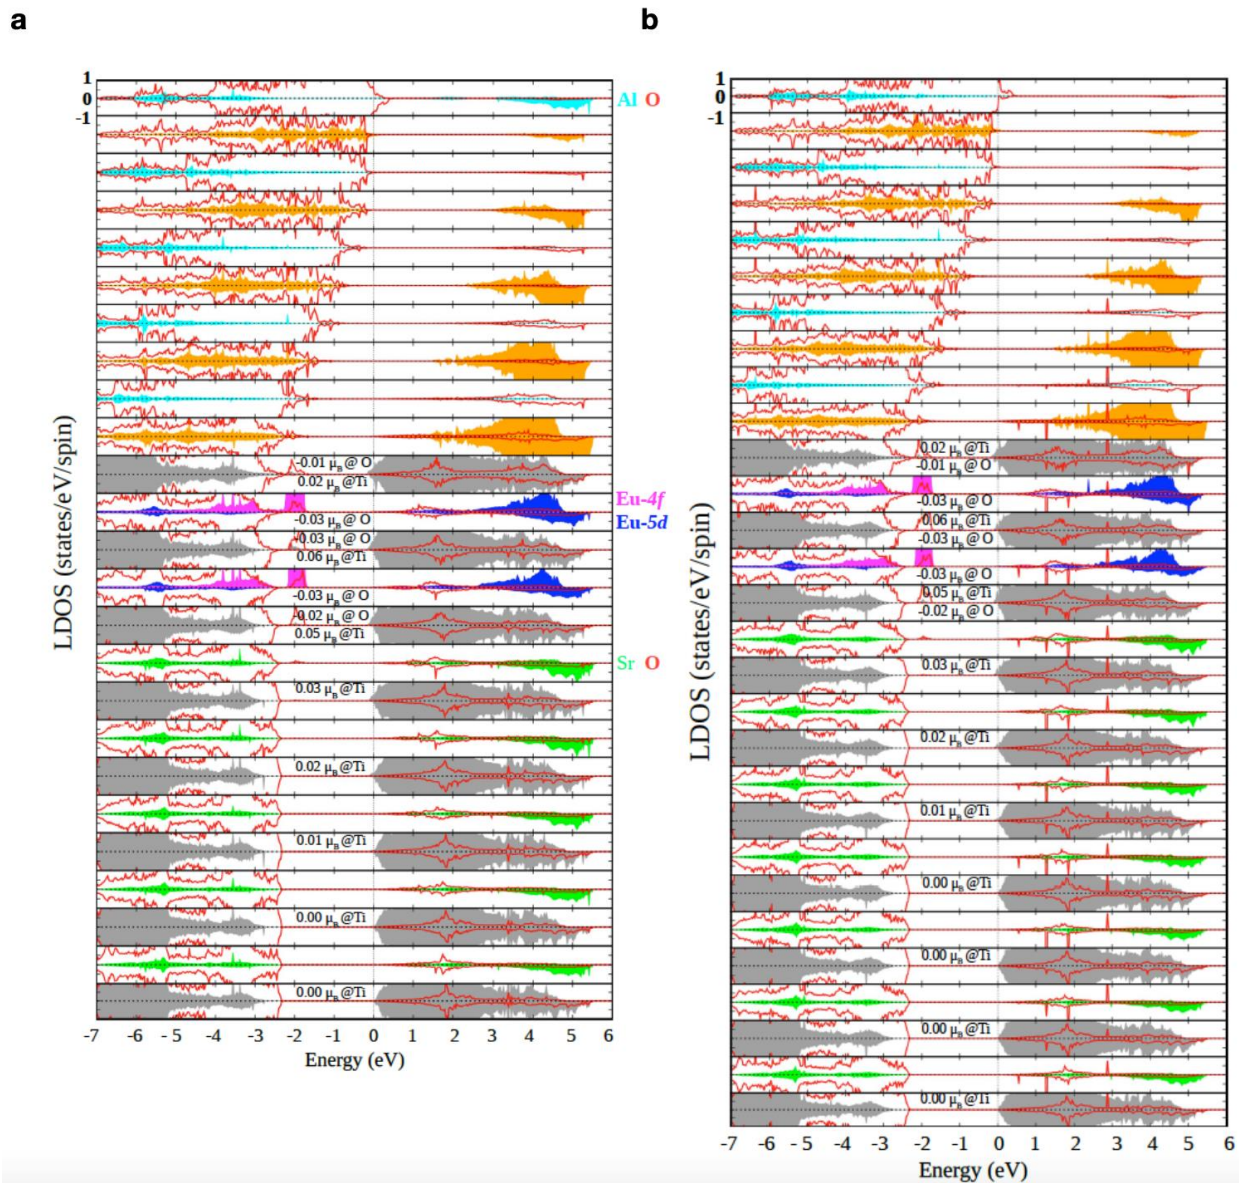 a
b
1
0
-1
Al O
1
0
-1
LDOS (states/eV/spin)
-0.01 μB@ O
0.02 μB@Ti
Eu-4f
-0.03 μB@ O
Eu-5d
-0.03 μB@ O
0.06 μB@Ti
-0.03 μB@ O
-0.02 μB@ O
0.05 μB@Ti
Sr O
0.03 μB@Ti
0.02 μB@Ti
0.01 μB@Ti
0.00 μB@Ti
0.00 μB@Ti
-7 -6 -5 -4 -3 -2 -1 0 1 2 3 4 5 6
Energy (eV)
LDOS (states/eV/spin)
0.02 μB@Ti
-0.01 μB@ O
-0.03 μB@ O
0.06 μB@Ti
-0.03 μB@ O
-0.03 μB@ O
0.05 μB@Ti
-0.02 μB@ O
0.03 μB@Ti
0.02 μB@Ti
0.01 μB@Ti
0.00 μB@Ti
0.00 μB@Ti
0.00 μB@Ti
0.00 μB@Ti
-7 -6 -5 -4 -3 -2 -1 0 1 2 3 4 5 6
Energy (eV)